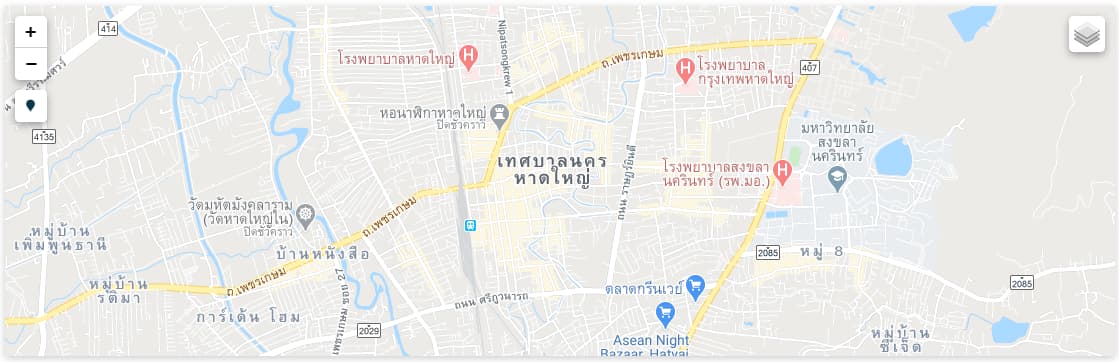 +
−
414
Nipatsongkrew 1
โรงพยาบาลหาดใหญ่
ถ.เพชรเกษม
โรงพยาบาล
กรุงเทพหาดใหญ่
407
4135
หอนาฬิกาหาดใหญ่
ปิดชั่วคราว
มหาวิทยาลัย
สงขลา
นครินทร์
เทศบาลนคร
หาดใหญ่
ถนน ราษฎร์ยินดี
โรงพยาบาลสงขลา
นครินทร์ (รพ.มอ.)
วัดมหัตมังคลาราม
(วัดหาดใหญ่ใน)
ปิดชั่วคราว
ถ.เพชรเกษม
หมู่บ้าน
เพิ่มพูนธานี
บ้านหนังสือ
2085
หมู่ 8
หมู่บ้าน
รติมา
ถ.เพชรเกษม
เพชรเกษม ซอย 27
ถนน ศรีภูวนารถ
ตลาดกรีนเวย์
2085
การ์เด้น โฮม
2029
Asean Night
Bazaar, Hatyai
หมู่บ้าน
ซีเจ็ด